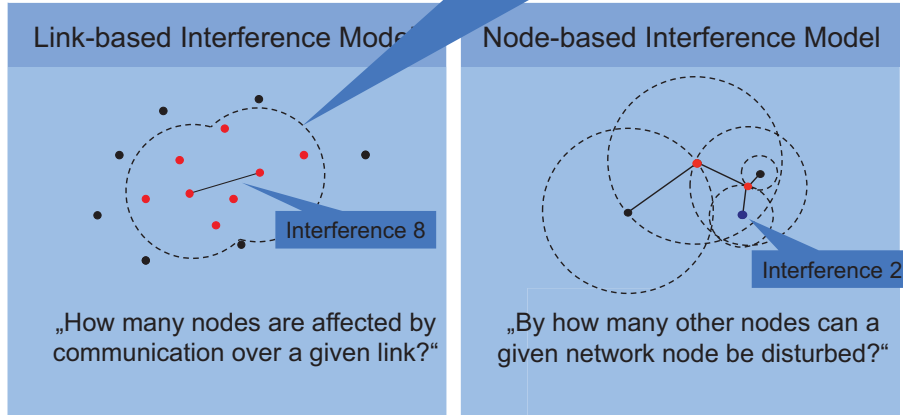 Link-based Interference Model
Interference 8
„How many nodes are affected by
communication over a given link?“
Node-based Interference Model
Interference 2
„By how many other nodes can a
given network node be disturbed?“